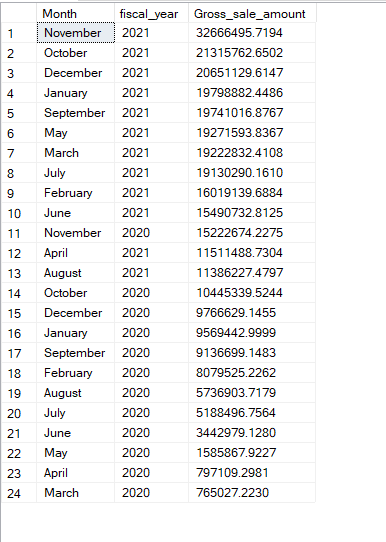 Month fiscal_year Gross_sale_amount
1 November 2021 32666495.7194
2 October 2021 21315762.6502
3 December 2021 20651129.6147
4 January 2021 19798882.4486
5 September 2021 19741016.8767
6 May 2021 19271593.8367
7 March 2021 19222832.4108
8 July 2021 19130290.1610
9 February 2021 16019139.6884
10 June 2021 15490732.8125
11 November 2020 15222674.2275
12 April 2021 11511488.7304
13 August 2021 11386227.4797
14 October 2020 10445339.5244
15 December 2020 9766629.1455
16 January 2020 9569442.9999
17 September 2020 9136699.1483
18 February 2020 8079525.2262
19 August 2020 5736903.7179
20 July 2020 5188496.7564
21 June 2020 3442979.1280
22 May 2020 1585867.9227
23 April 2020 797109.2981
24 March 2020 765027.2230